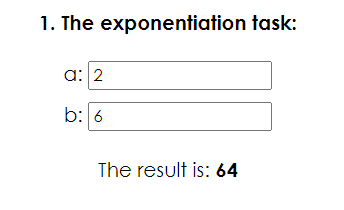 1. The exponentiation task:
a: 2
b: 6
The result is: 64